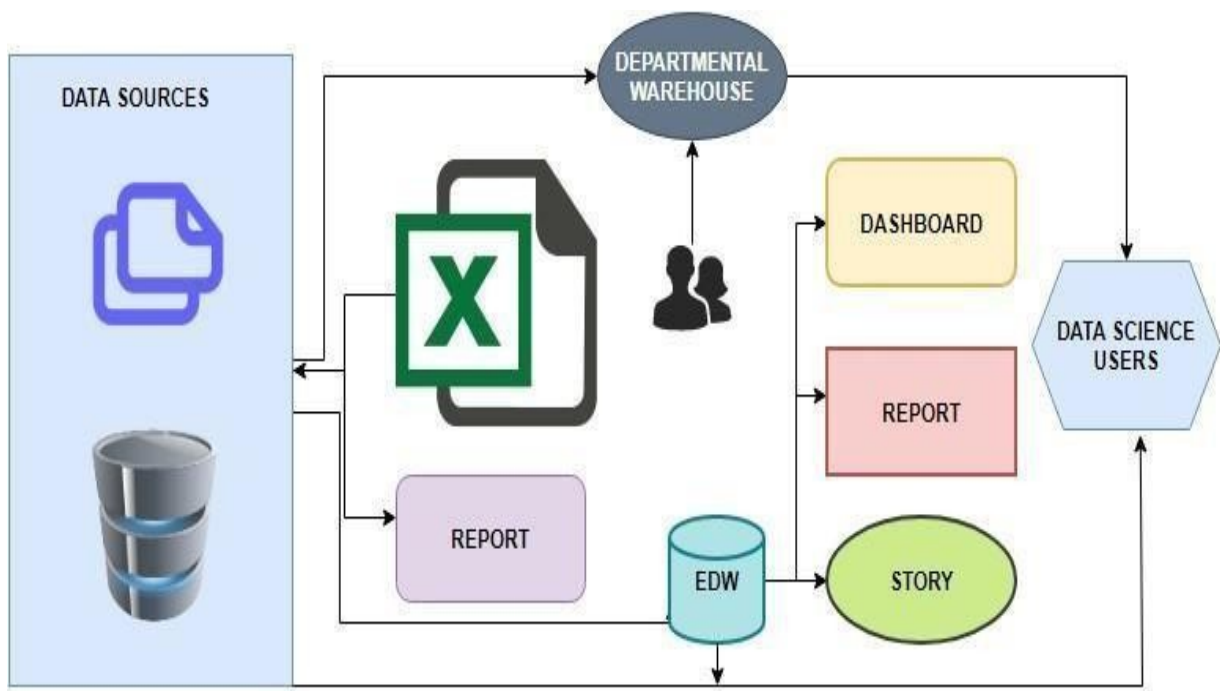 DATA SOURCES
DEPARTMENTAL
WAREHOUSE
X
DASHBOARD
DATA SCIENCE
USERS
REPORT
REPORT
EDW
STORY